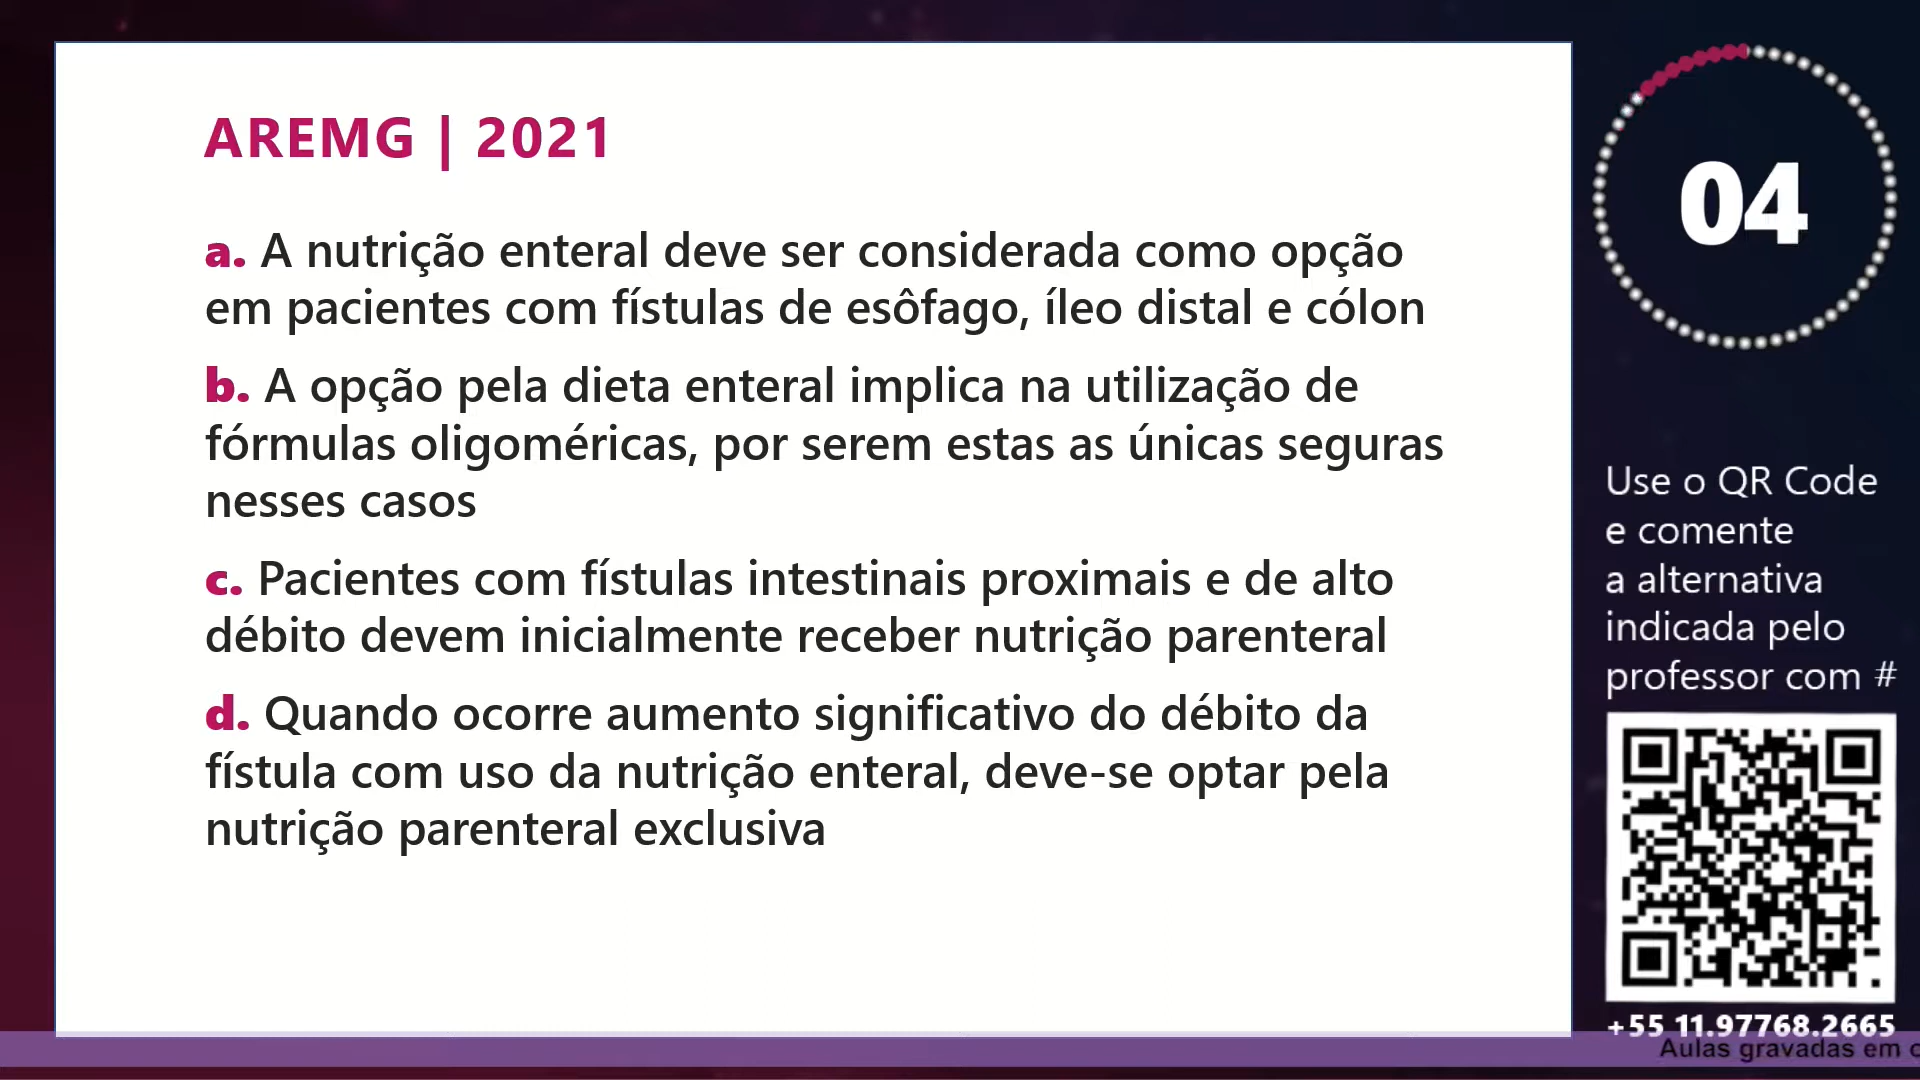 AREMG | 2021
a. A nutrição enteral deve ser considerada como opção
em pacientes com fístulas de esôfago, íleo distal e cólon
b. A opção pela dieta enteral implica na utilização de
fórmulas oligoméricas, por serem estas as únicas seguras
nesses casos
c. Pacientes com fístulas intestinais proximais e de alto
débito devem inicialmente receber nutrição parenteral
d. Quando ocorre aumento significativo do débito da
fístula com uso da nutrição enteral, deve-se optar pela
nutrição parenteral exclusiva
04
Use o QR Code
e comente
a alternativa
indicada pelo
professor com #
+55 11.97768.2665
Aulas gravadas em